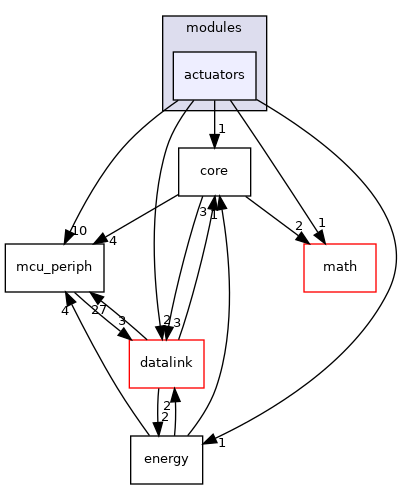 modules
actuators
1
core
10
4
3
1
2
1
mcu_periph
math
4
27
3
2
3
datalink
2
2
energy
1